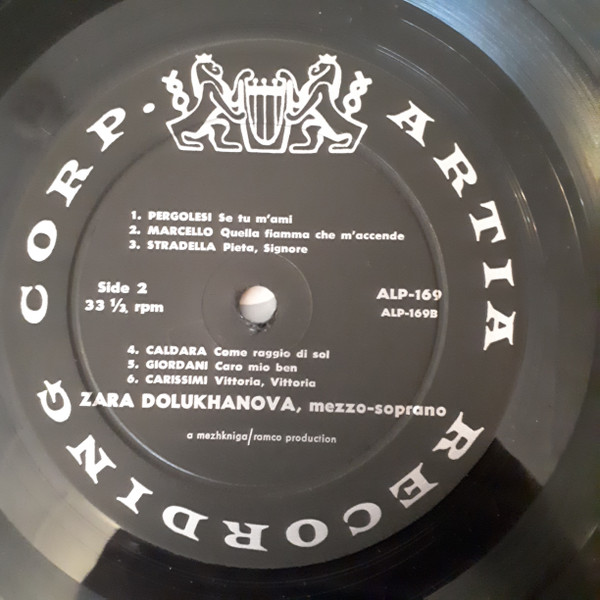 ARTIA RECORDING CORP.
1. PERGOLESI Se tu m'ami
2. MARCELLO Quella fiamma che m'accende
3. STRADELLA Pieta, Signore
Side 2
33 1/3, rpm
ALP-169
ALP-169B
4. CALDARA Come raggio di sol
5. GIORDANI Caro mio ben
6. CARISSIMI Vittoria, Vittoria
ZARA DOLUKHANOVA, mezzo-soprano
a mezhkniga/ramco production